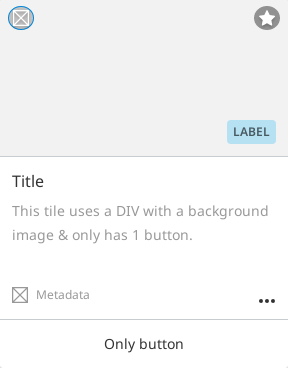 LABEL
Title
This tile uses a DIV with a background
image & only has 1 button.
Metadata
Only button